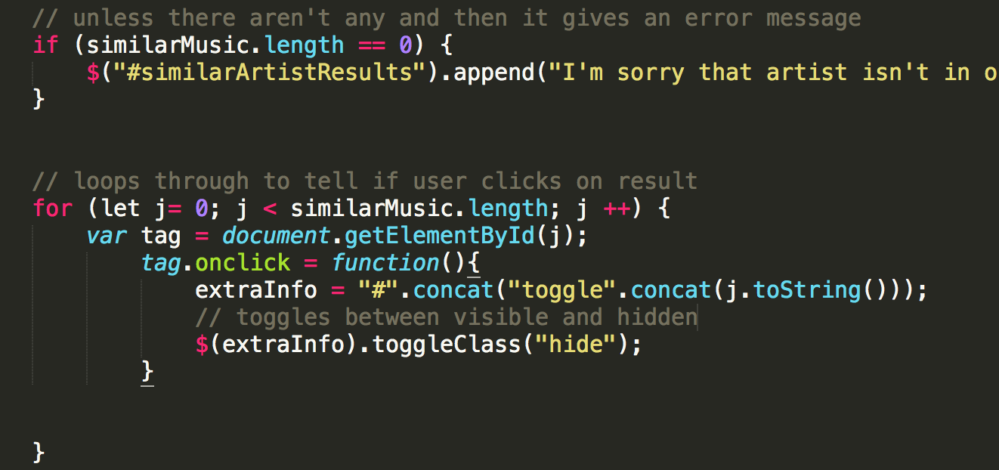 // unless there aren't any and then it gives an error message
if (similarMusic.length == 0) {
$("#similarArtistResults").append("I'm sorry that artist isn't in o
}
// loops through to tell if user clicks on result
for (let j= 0; j < similarMusic.length; j ++) {
var tag = document.getElementById(j);
tag.onclick = function(){
extraInfo = "#".concat("toggle".concat(j.toString()));
// toggles between visible and hidden
$(extraInfo).toggleClass("hide");
}
}